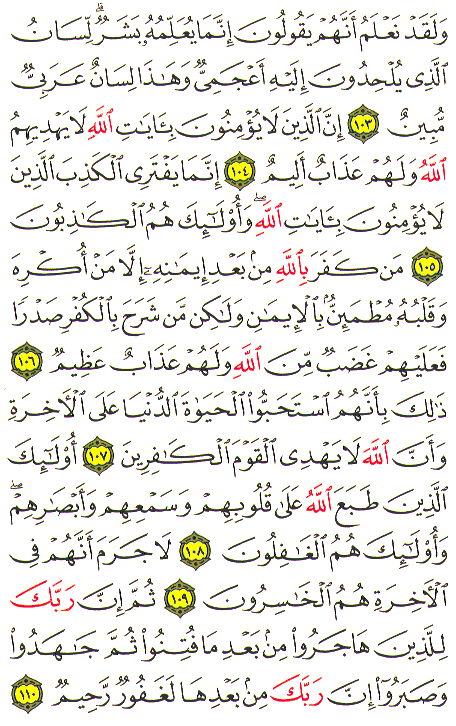 وَلَقَدْ نَعْلَمُ أَنَّهُمْ يَقُولُونَ إِنَّمَا يُعَلِّمُهُۥ بَشَرٌۗ لِّسَانُ
ٱلَّذِى يُلْحِدُونَ إِلَيْهِ أَعْجَمِىٌّ وَهَٰذَا لِسَانٌ عَرَبِىٌّ
مُّبِينٌ ١٠٣ إِنَّ ٱلَّذِينَ لَا يُؤْمِنُونَ بِـَٔايَٰتِ ٱللَّهِ لَا يَهْدِيهِمُ
ٱللَّهُ وَلَهُمْ عَذَابٌ أَلِيمٌ ١٠٤ إِنَّمَا يَفْتَرِى ٱلْكَذِبَ ٱلَّذِينَ
لَا يُؤْمِنُونَ بِـَٔايَٰتِ ٱللَّهِۖ وَأُو۟لَٰٓئِكَ هُمُ ٱلْكَٰذِبُونَ
١٠٥ مَن كَفَرَ بِٱللَّهِ مِنۢ بَعْدِ إِيمَٰنِهِۦٓ إِلَّا مَنْ أُكْرِهَ
وَقَلْبُهُۥ مُطْمَئِنٌّۢ بِٱلْإِيمَٰنِ وَلَٰكِن مَّن شَرَحَ بِٱلْكُفْرِ صَدْرًا
فَعَلَيْهِمْ غَضَبٌ مِّنَ ٱللَّهِ وَلَهُمْ عَذَابٌ عَظِيمٌ ١٠٦
ذَٰلِكَ بِأَنَّهُمُ ٱسْتَحَبُّوا۟ ٱلْحَيَوٰةَ ٱلدُّنْيَا عَلَى ٱلْـَٔاخِرَةِ
وَأَنَّ ٱللَّهَ لَا يَهْدِى ٱلْقَوْمَ ٱلْكَٰفِرِينَ ١٠٧ أُو۟لَٰٓئِكَ
ٱلَّذِينَ طَبَعَ ٱللَّهُ عَلَىٰ قُلُوبِهِمْ وَسَمْعِهِمْ وَأَبْصَٰرِهِمْۖ
وَأُو۟لَٰٓئِكَ هُمُ ٱلْغَٰفِلُونَ ١٠٨ لَا جَرَمَ أَنَّهُمْ فِى
ٱلْـَٔاخِرَةِ هُمُ ٱلْخَٰسِرُونَ ١٠٩ ثُمَّ إِنَّ رَبَّكَ
لِلَّذِينَ هَاجَرُوا۟ مِنۢ بَعْدِ مَا فُتِنُوا۟ ثُمَّ جَٰهَدُوا۟
وَصَبَرُوٓا۟ إِنَّ رَبَّكَ مِنۢ بَعْدِهَا لَغَفُورٌ رَّحِيمٌ ١١٠